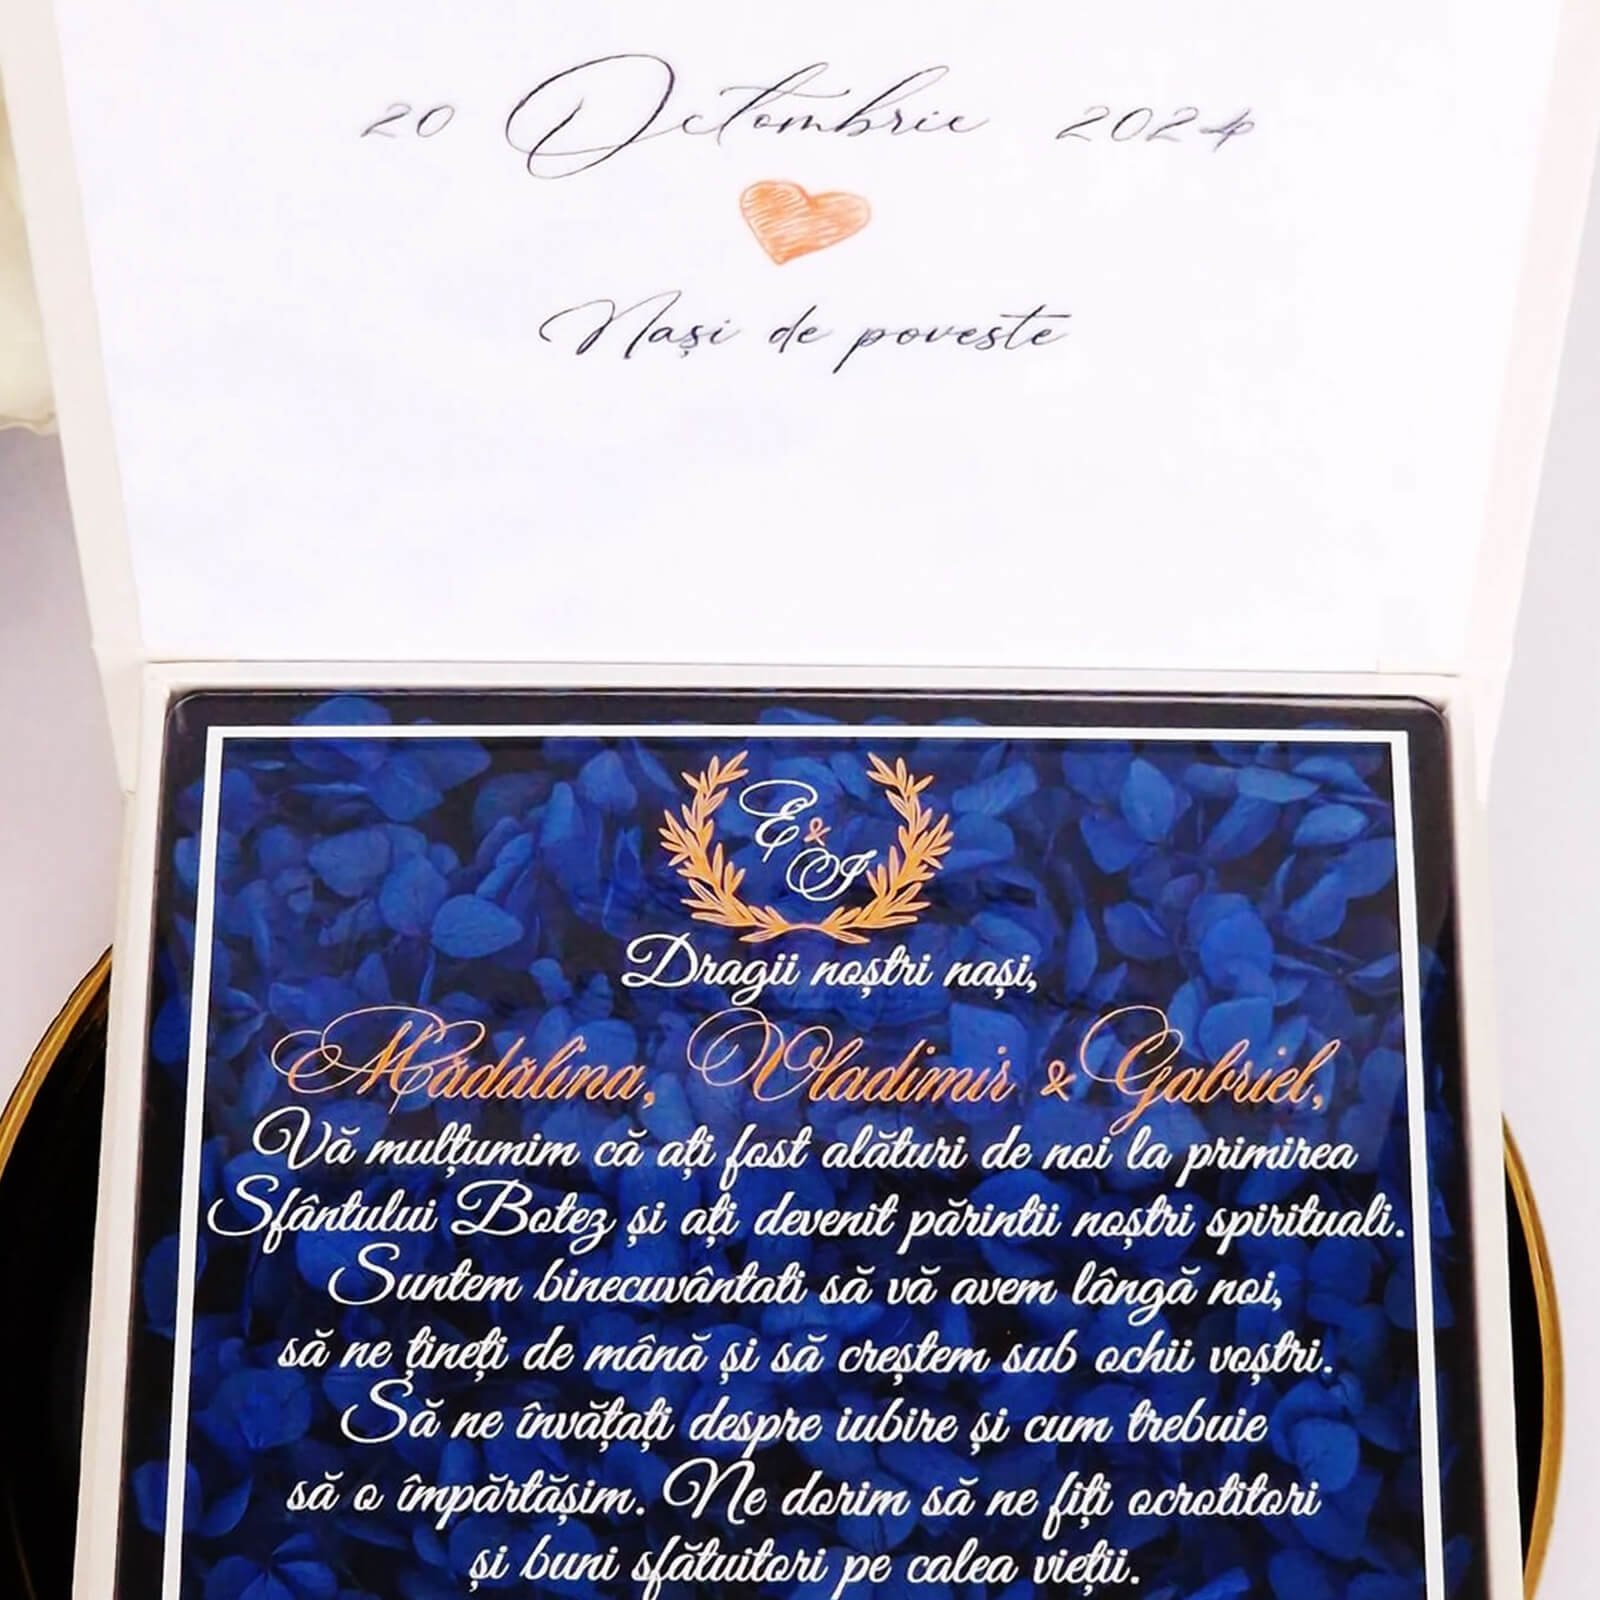 20 Octombrie 2024
Nași de poveste
E &
I
Dragii noștri nași,
Mădălina, Vladimir & Gabriel,
Vă mulțumim că ați fost alături de noi la primirea
Sfântului Botez și ați devenit părintii noștri spirituali.
Suntem binecuvântati să vă avem lângă noi,
să ne țineți de mână și să creștem sub ochii voștri.
Să ne învățați despre iubire și cum trebuie
să o împărtășim. Ne dorim să ne fiți ocrotitori
și buni sfătuitori pe calea vieții.